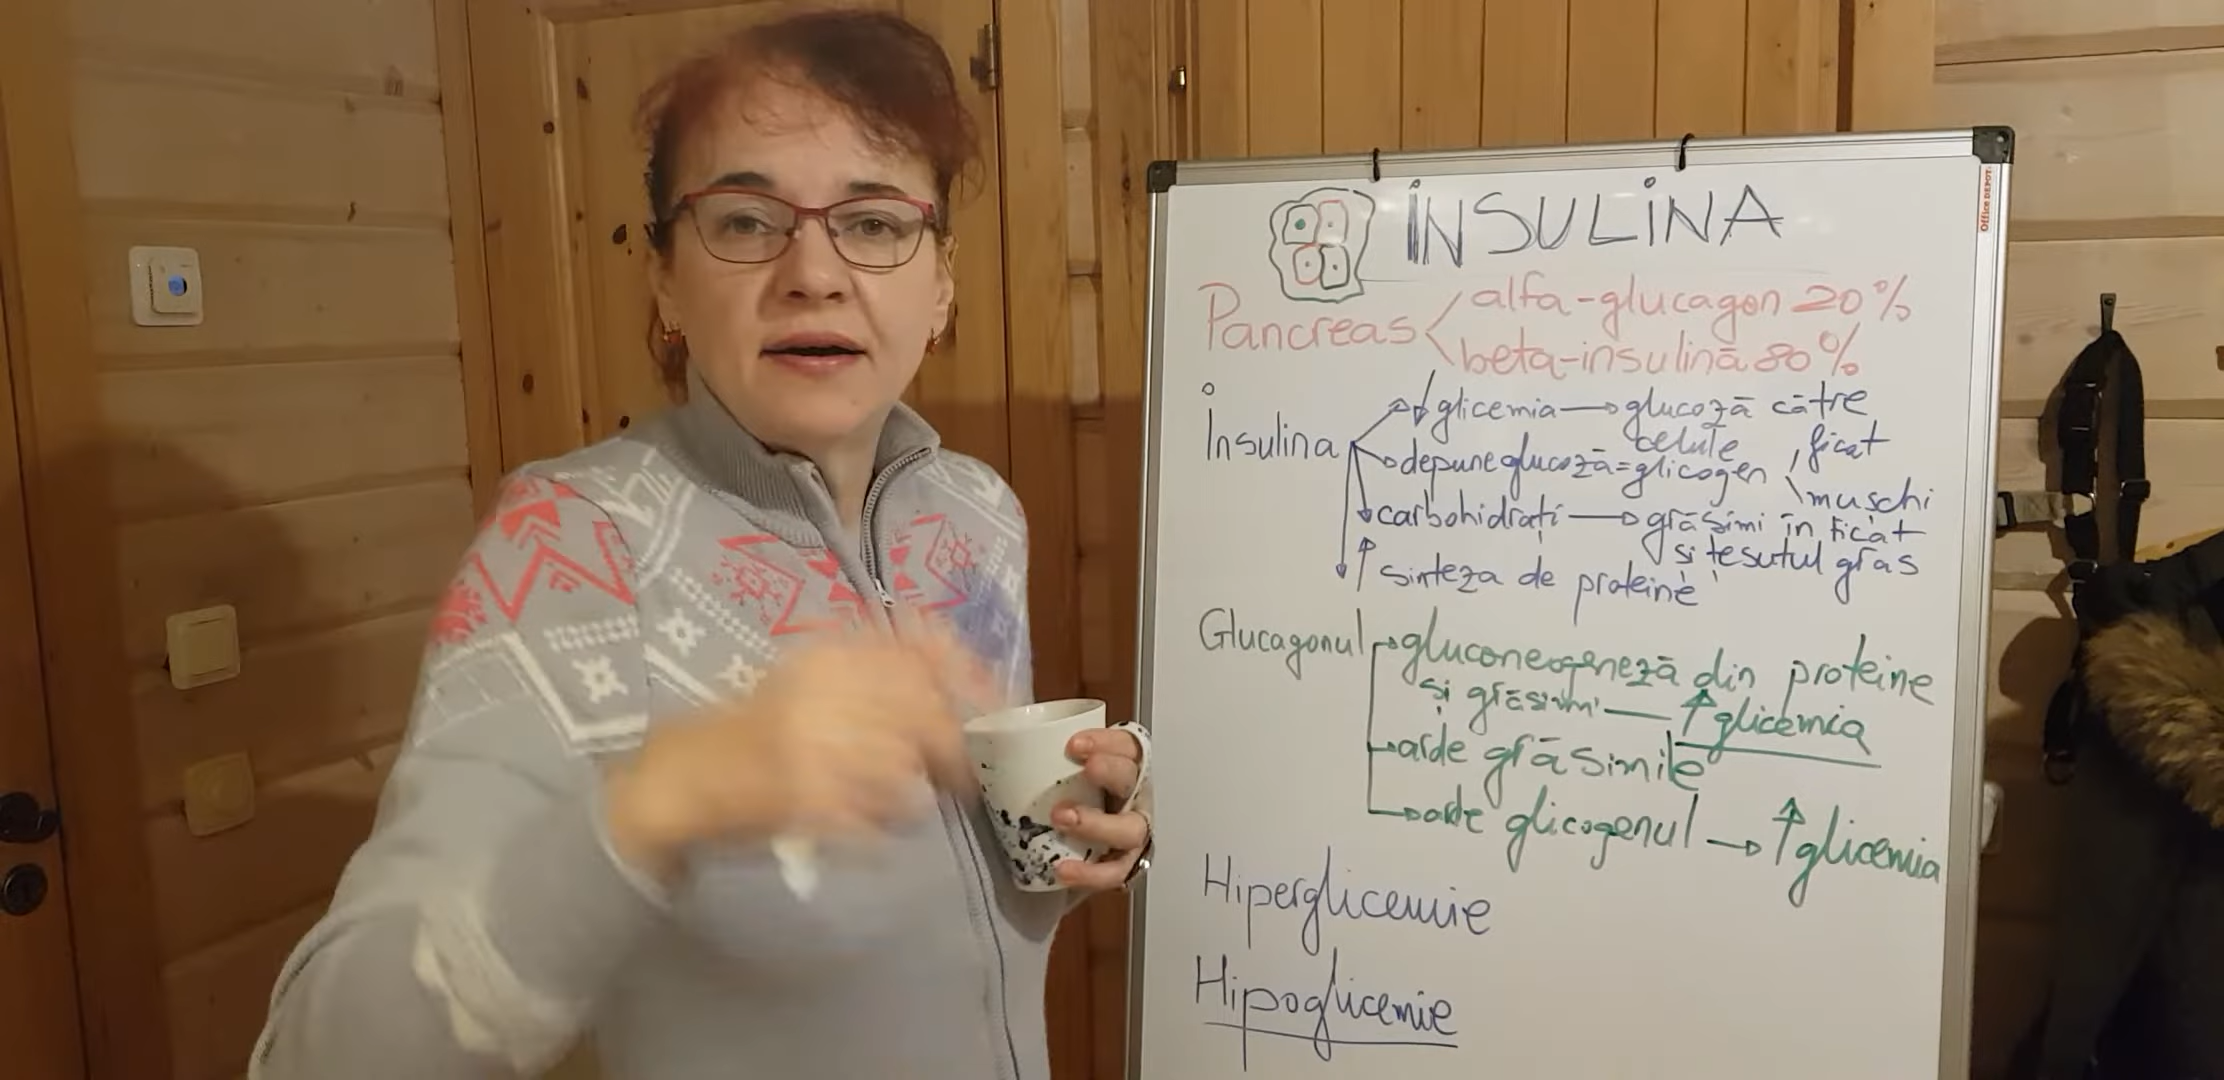 INSULINA
Office DEPOT
Pancreas
alfa-glucagon 20%
beta-insulină 80%
Insulina
↓glicemia → glucoză către
celule
depune glucoză = glicogen
ficat
mușchi
carbohidrați → grăsimi în ficat
și țesutul gras
↑ sinteza de proteine
Glucagonul
gluconeogeneză din proteine
și grăsimi — ↑glicemia
arde grăsimile
arde glicogenul → ↑glicemia
Hiperglicemie
Hipoglicemie